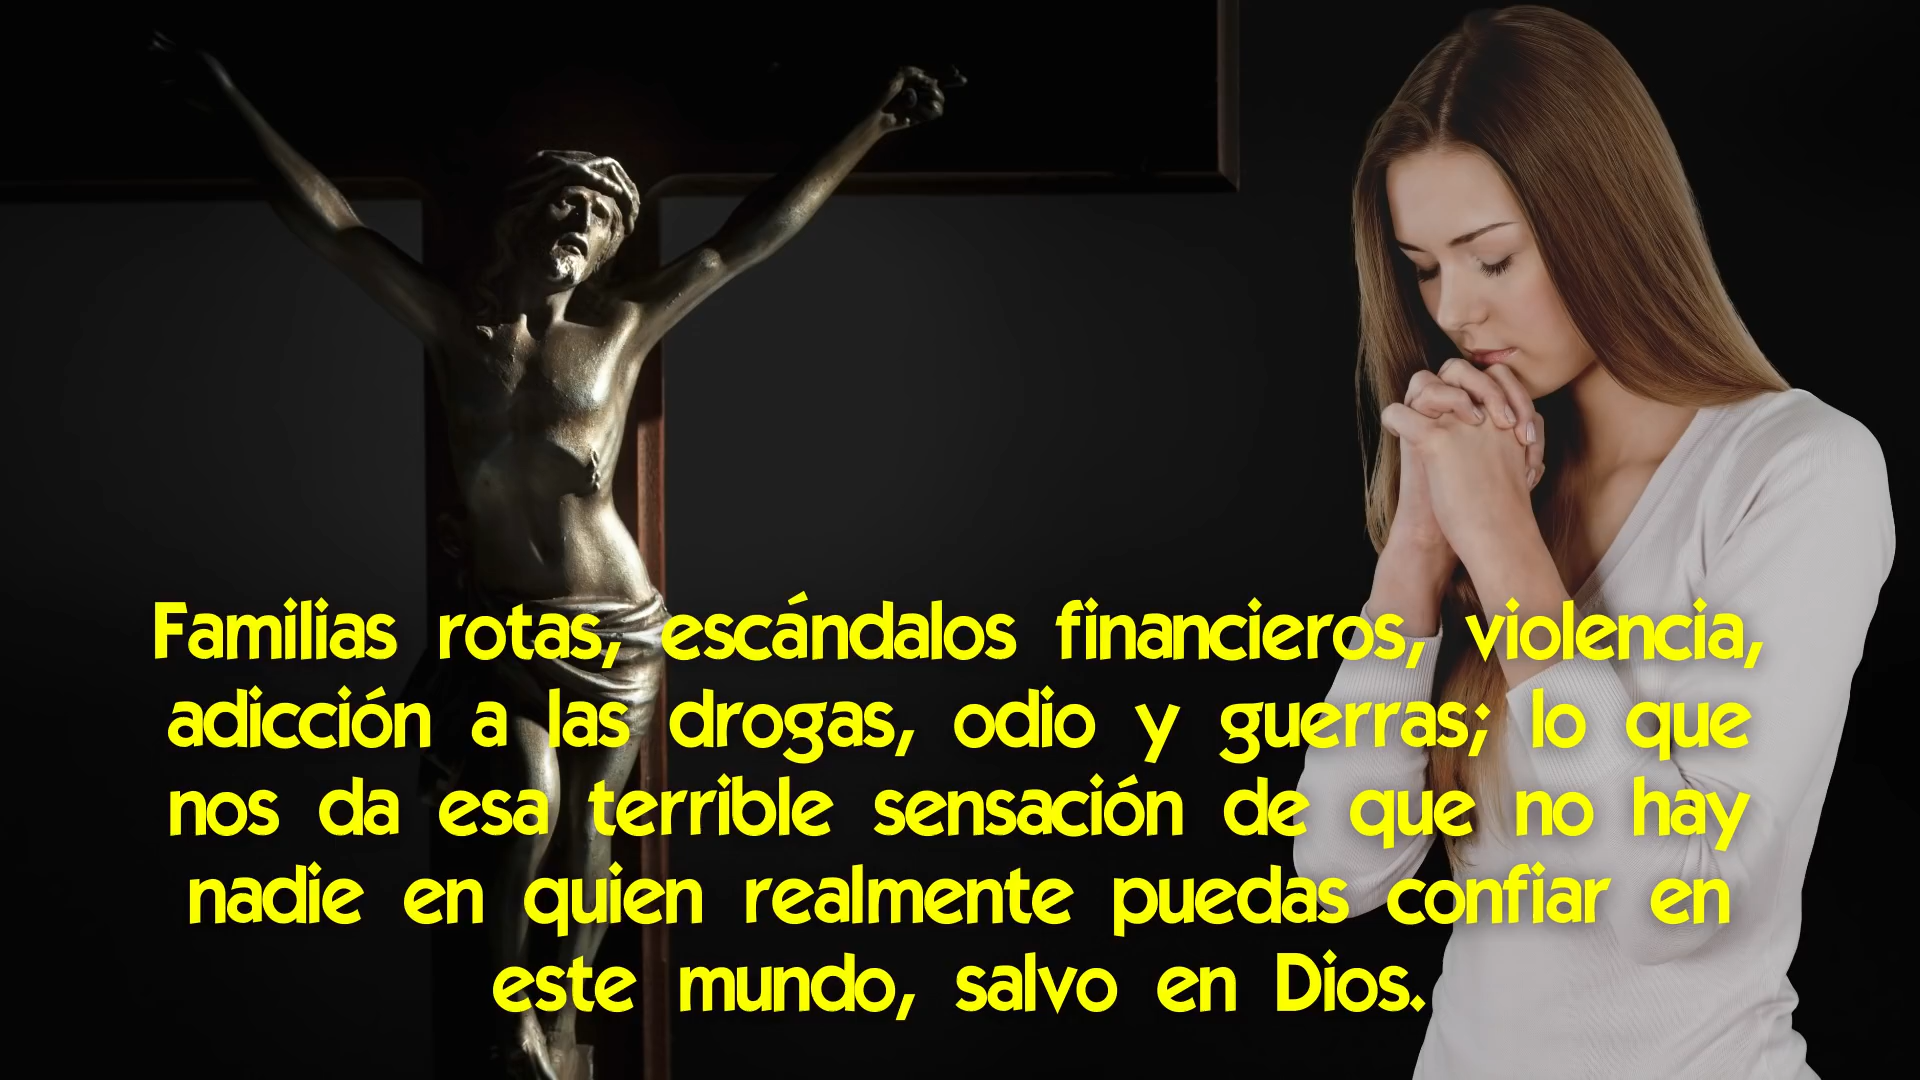 Familias rotas, escándalos financieros, violencia,
adicción a las drogas, odio y guerras; lo que
nos da esa terrible sensación de que no hay
nadie en quien realmente puedas confiar en
este mundo, salvo en Dios.